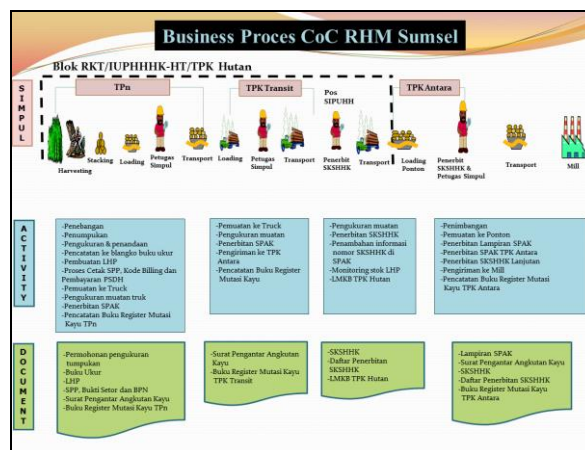 Business Proces CoC RHM Sumsel
Blok RKT/IUPHHHK-HT/TPK Hutan
SIMPUL
TPn
TPK Transit
Pos
SIPUHH
TPK Antara
Harvesting
Stacking
Loading
Petugas
Simpul
Transport
Loading
Petugas
Simpul
Transport
Penerbit
SKSHHK
Transport
Loading
Ponton
Penerbit
SKSHHK &
Petugas Simpul
Transport
Mill
ACTIVITY
-Penebangan
-Penumpukan
-Pengukuran & penandaan
-Pencatatan ke blangko buku ukur
-Pembuatan LHP
-Proses Cetak SPP, Kode Billing dan
Pembayaran PSDH
-Pemuatan ke Truck
-Pengukuran muatan truk
-Penerbitan SPAK
-Pencatatan Buku Register Mutasi
Kayu TPn
-Pemuatan ke Truck
-Pengukuran muatan
-Penerbitan SPAK
-Pengiriman ke TPK
Antara
-Pencatatan Buku Register
Mutasi Kayu
-Pengukuran muatan
-Penerbitan SKSHHK
-Penambahan informasi
nomor SKSHHK di
SPAK
-Monitoring stok LHP
-LMKB TPK Hutan
-Penimbangan
-Pemuatan ke Ponton
-Penerbitan Lampiran SPAK
-Penerbitan SPAK TPK Antara
-Penerbitan SKSHHK Lanjutan
-Pengiriman ke Mill
-Pencatatan Buku Register Mutasi
Kayu TPK Antara
DOCUMENT
-Permohonan pengukuran
tumpukan
-Buku Ukur
-LHP
-SPP, Bukti Setor dan BPN
-Surat Pengantar Angkutan Kayu
-Buku Register Mutasi Kayu TPn
-Surat Pengantar Angkutan
Kayu
-Buku Register Mutasi Kayu
TPK Transit
-SKSHHK
-Daftar Penerbitan
SKSHHK
-LMKB TPK Hutan
-Lampiran SPAK
-Surat Pengantar Angkutan Kayu
-SKSHHK
-Daftar Penerbitan SKSHHK
-Buku Register Mutasi Kayu
TPK Antara